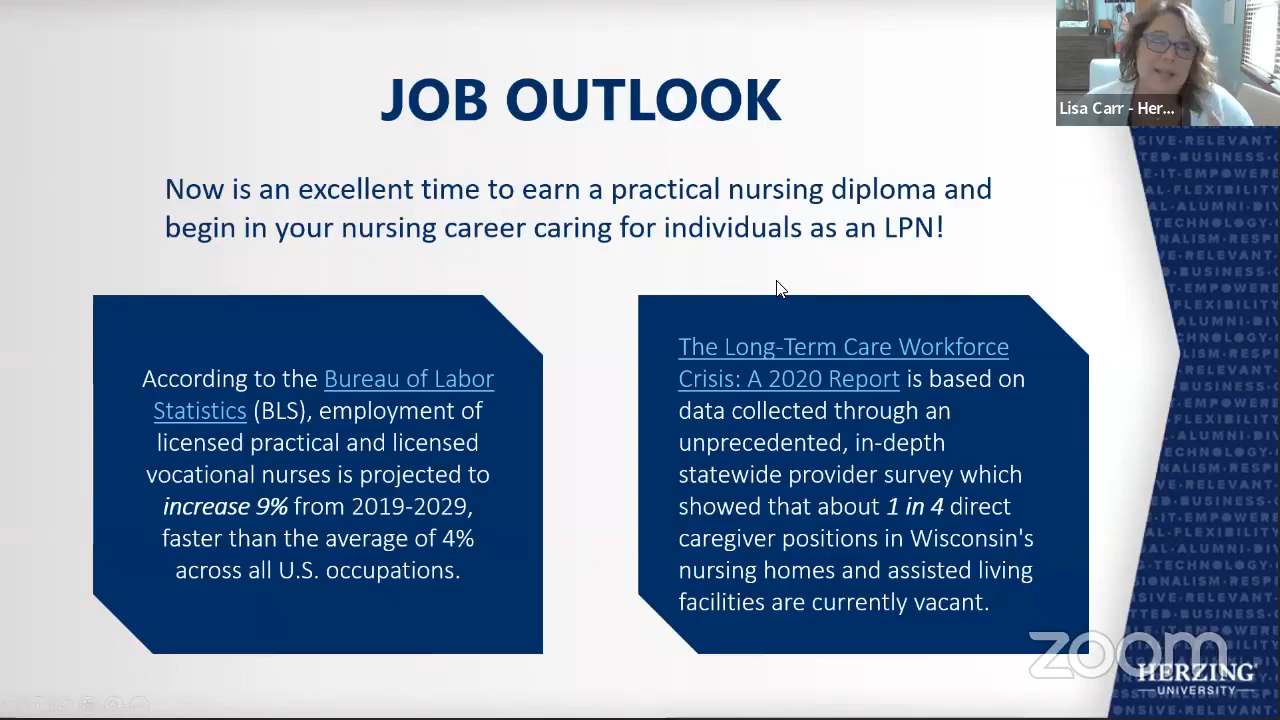 JOB OUTLOOK
Lisa Carr - Her...
Now is an excellent time to earn a practical nursing diploma and
begin in your nursing career caring for individuals as an LPN!
According to the Bureau of Labor
Statistics (BLS), employment of
licensed practical and licensed
vocational nurses is projected to
increase 9% from 2019-2029,
faster than the average of 4%
across all U.S. occupations.
The Long-Term Care Workforce
Crisis: A 2020 Report is based on
data collected through an
unprecedented, in-depth
statewide provider survey which
showed that about 1 in 4 direct
caregiver positions in Wisconsin's
nursing homes and assisted living
facilities are currently vacant.
zoom
HERZING
UNIVERSITY